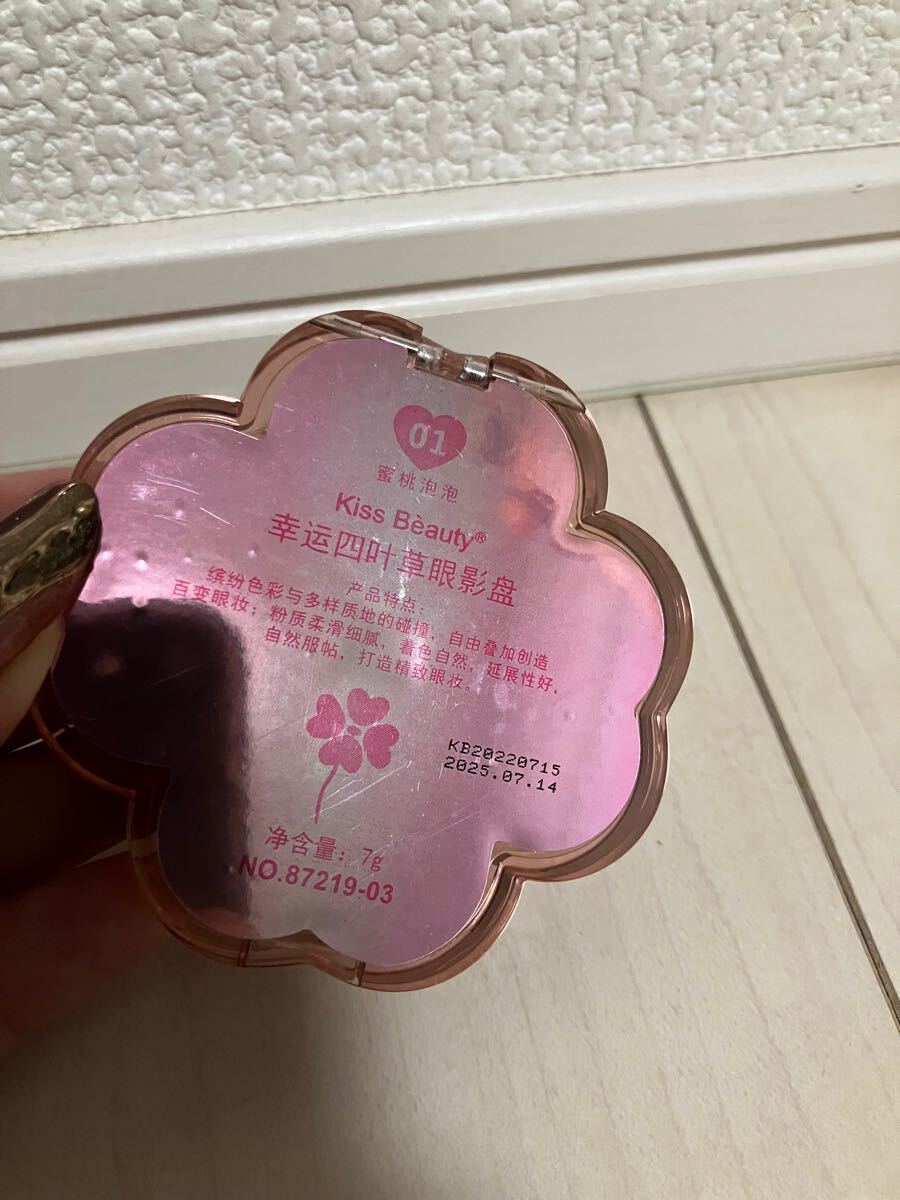 01
蜜桃泡泡
Kiss Bèauty®
幸运四叶草眼影盘
产品特点:
缤纷色彩与多样质地的碰撞，自由叠加创造
百变眼妆；粉质柔滑细腻，着色自然，延展性好，
自然服帖，打造精致眼妆。
KB20220715
2025.07.14
净含量：7g
NO.87219-03